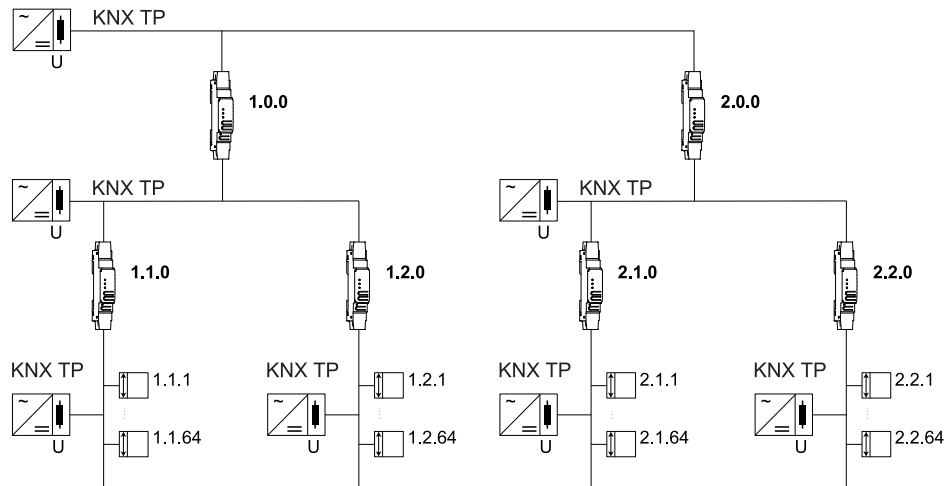 KNX TP
~
U
1.0.0
2.0.0
~
KNX TP
U
~
KNX TP
U
1.1.0
1.2.0
2.1.0
2.2.0
KNX TP
~
U
1.1.1
1.1.64
KNX TP
~
U
1.2.1
1.2.64
KNX TP
~
U
2.1.1
2.1.64
KNX TP
~
U
2.2.1
2.2.64